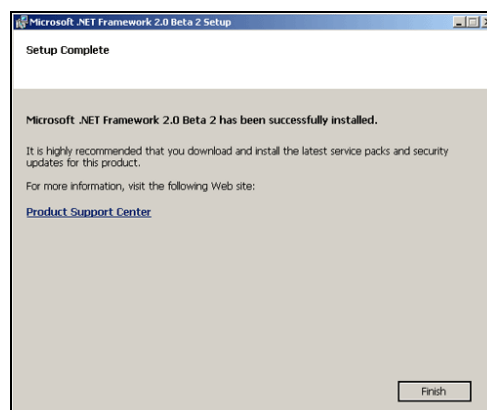 Microsoft .NET Framework 2.0 Beta 2 Setup
Setup Complete
Microsoft .NET Framework 2.0 Beta 2 has been successfully installed.
It is highly recommended that you download and install the latest service packs and security
updates for this product.
For more information, visit the following Web site:
Product Support Center
Finish